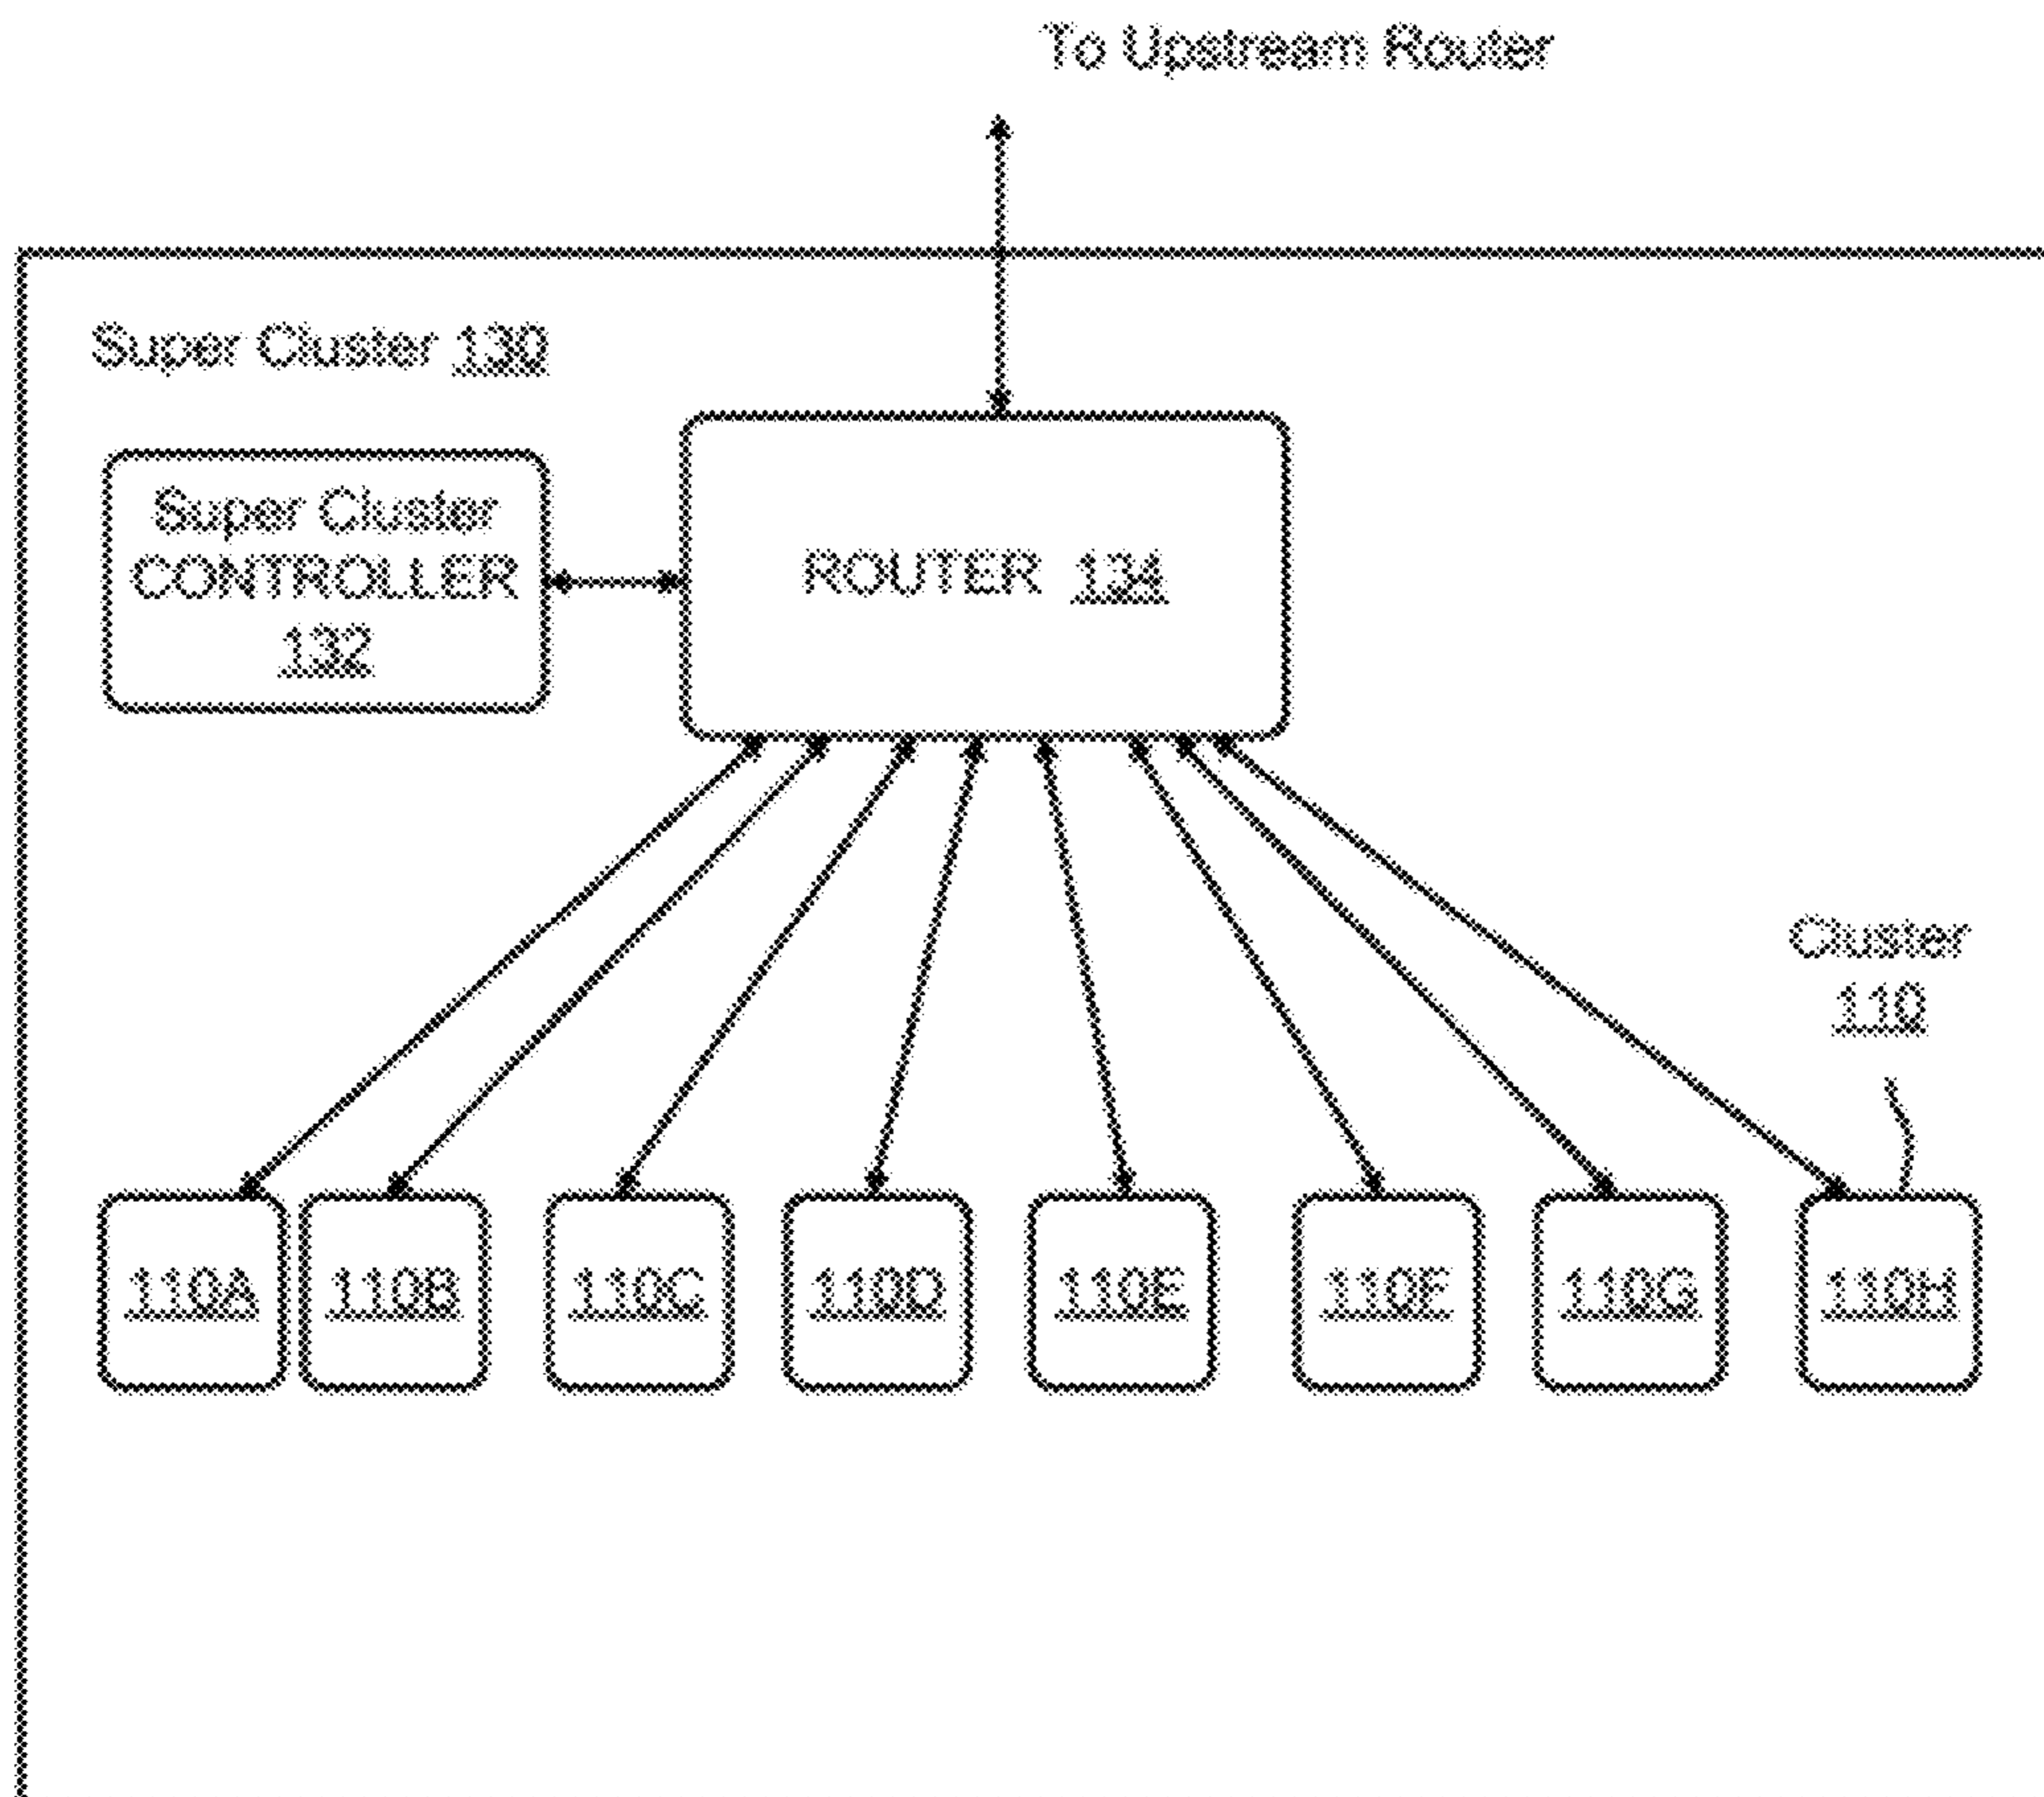 To Upstream Router
Super Cluster 130
Super Cluster
CONTROLLER
132
ROUTER 134
Cluster
110
110A 110B 110C 110D 110E 110F 110G 110H